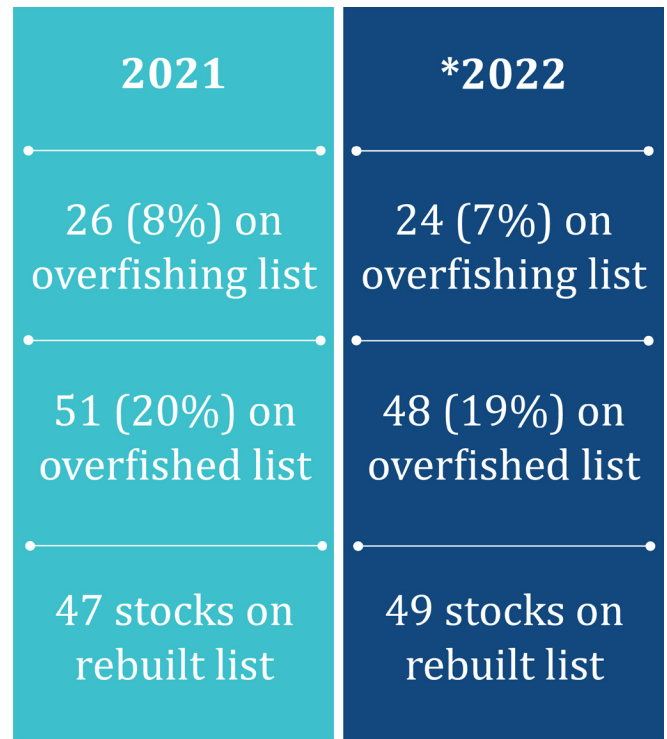 2021
26 (8%) on
overfishing list
51 (20%) on
overfished list
47 stocks on
rebuilt list
*2022
24 (7%) on
overfishing list
48 (19%) on
overfished list
49 stocks on
rebuilt list